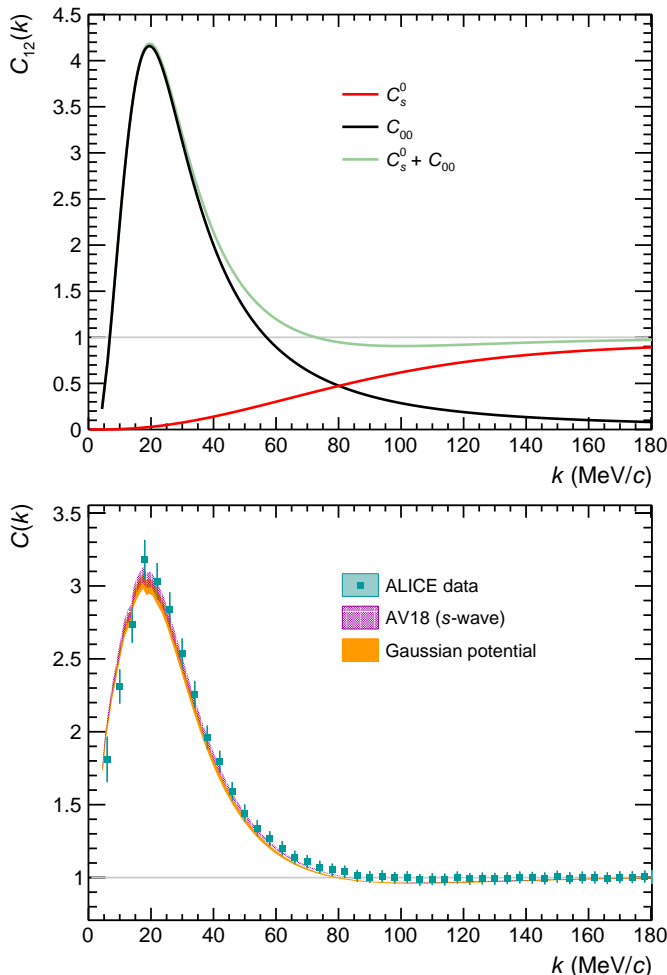 C₁₂(k)
4.5
4
3.5
3
2.5
2
1.5
1
0.5
0
C⁰ₛ
C₀₀
C⁰ₛ + C₀₀
0 20 40 60 80 100 120 140 160 180
k (MeV/c)
C(k)
3.5
3
2.5
2
1.5
1
ALICE data
AV18 (s-wave)
Gaussian potential
0 20 40 60 80 100 120 140 160 180
k (MeV/c)